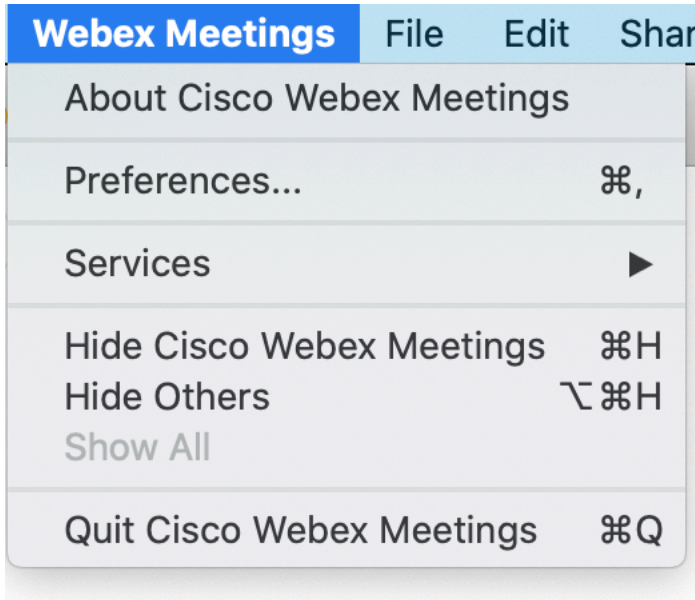 Webex Meetings File Edit Shar
About Cisco Webex Meetings
Preferences... ⌘,
Services ▶
Hide Cisco Webex Meetings ⌘H
Hide Others ⌥⌘H
Show All
Quit Cisco Webex Meetings ⌘Q